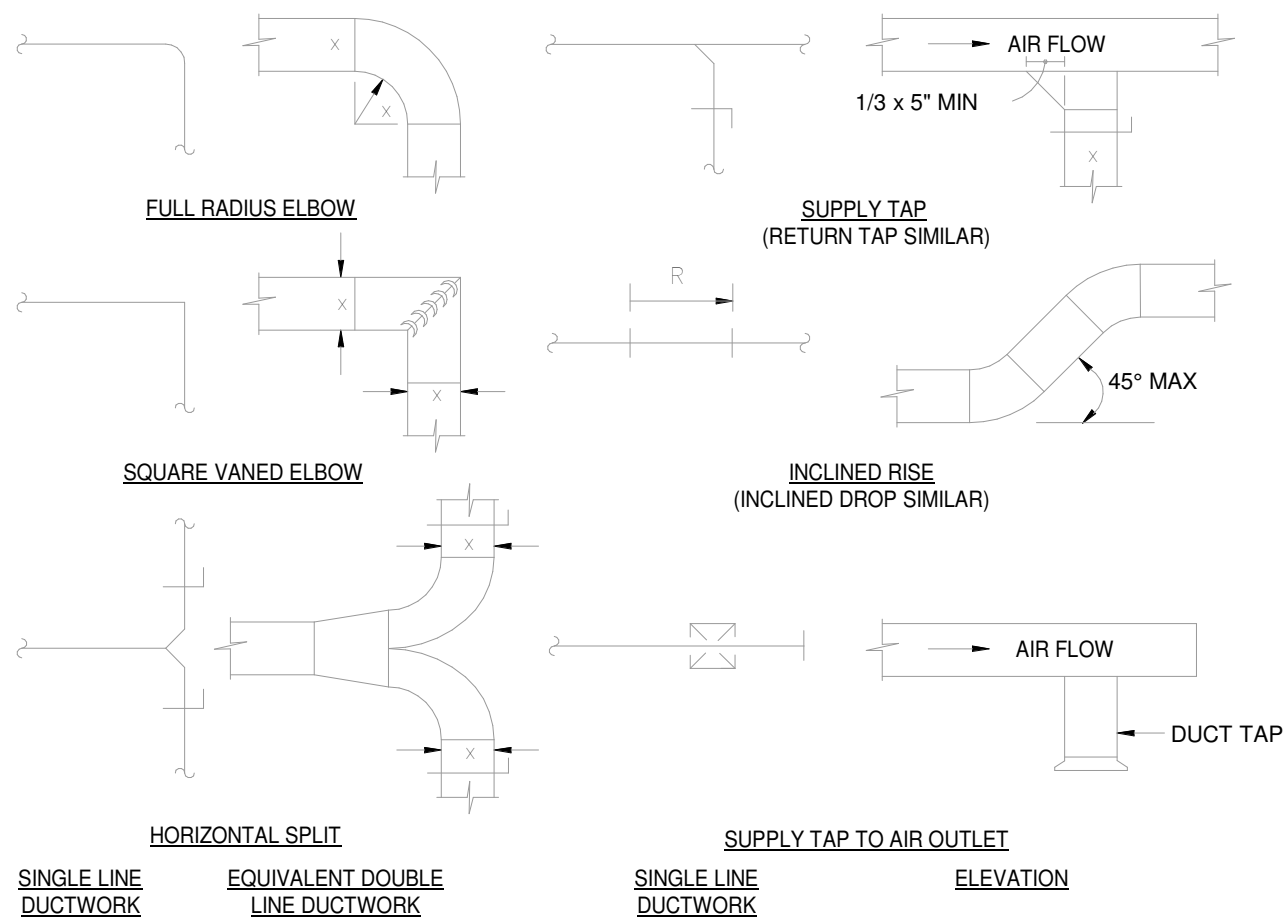 X
X
FULL RADIUS ELBOW
AIR FLOW
1/3 x 5" MIN
X
SUPPLY TAP
(RETURN TAP SIMILAR)
X
X
SQUARE VANED ELBOW
R
45° MAX
INCLINED RISE
(INCLINED DROP SIMILAR)
X
X
HORIZONTAL SPLIT
AIR FLOW
DUCT TAP
SUPPLY TAP TO AIR OUTLET
SINGLE LINE
DUCTWORK
EQUIVALENT DOUBLE
LINE DUCTWORK
SINGLE LINE
DUCTWORK
ELEVATION